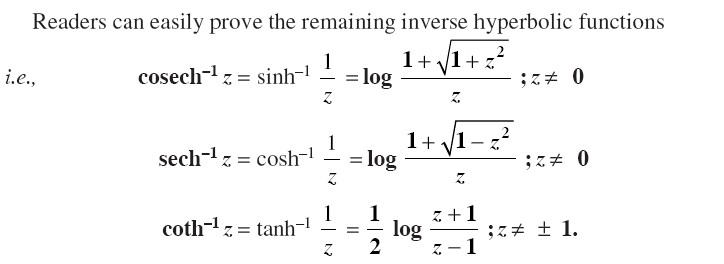 Readers can easily prove the remaining inverse hyperbolic functions
i.e., cosech⁻¹ z = sinh⁻¹ 1/z = log (1 + √(1 + z²))/z ; z ≠ 0
sech⁻¹ z = cosh⁻¹ 1/z = log (1 + √(1 − z²))/z ; z ≠ 0
coth⁻¹ z = tanh⁻¹ 1/z = 1/2 log (z + 1)/(z − 1) ; z ≠ ± 1.